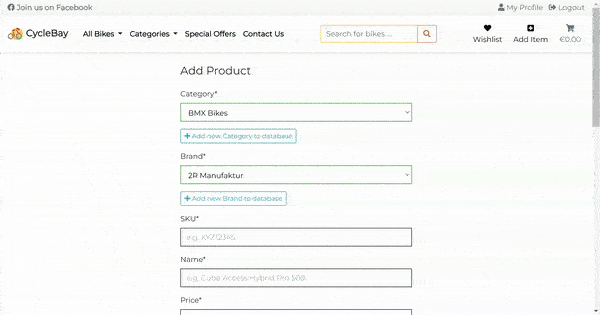 Join us on Facebook My Profile Logout
CycleBay All Bikes Categories Special Offers Contact Us Search for bikes ... Wishlist Add Item €0.00
Add Product
Category*
BMX Bikes
Add new Category to database
Brand*
2R Manufaktur
Add new Brand to database
SKU*
e.g. XYZ12345
Name*
e.g. Cube Access Hybrid Pro 500
Price*